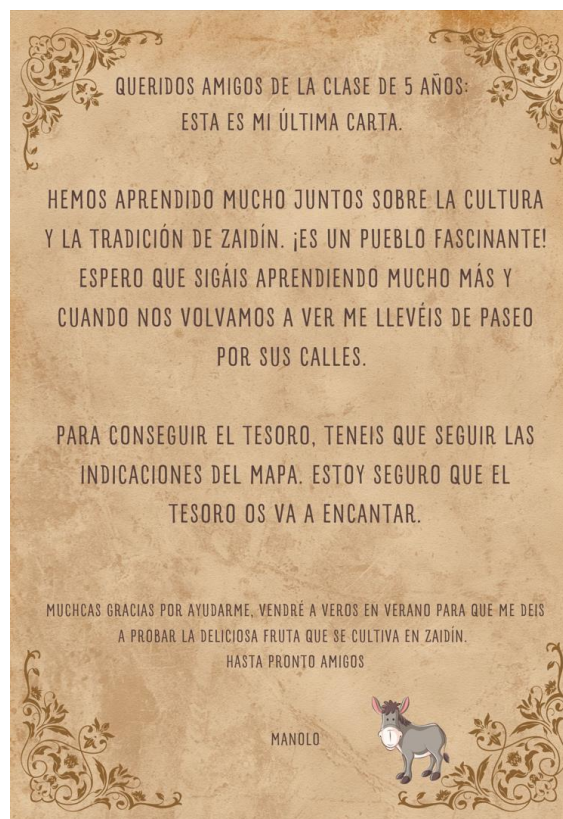 QUERIDOS AMIGOS DE LA CLASE DE 5 AÑOS:
ESTA ES MI ÚLTIMA CARTA.
HEMOS APRENDIDO MUCHO JUNTOS SOBRE LA CULTURA
Y LA TRADICIÓN DE ZAIDÍN. ¡ES UN PUEBLO FASCINANTE!
ESPERO QUE SIGÁIS APRENDIENDO MUCHO MÁS Y
CUANDO NOS VOLVAMOS A VER ME LLEVÉIS DE PASEO
POR SUS CALLES.
PARA CONSEGUIR EL TESORO, TENEIS QUE SEGUIR LAS
INDICACIONES DEL MAPA. ESTOY SEGURO QUE EL
TESORO OS VA A ENCANTAR.
MUCHCAS GRACIAS POR AYUDARME, VENDRÉ A VEROS EN VERANO PARA QUE ME DEIS
A PROBAR LA DELICIOSA FRUTA QUE SE CULTIVA EN ZAIDÍN.
HASTA PRONTO AMIGOS
MANOLO